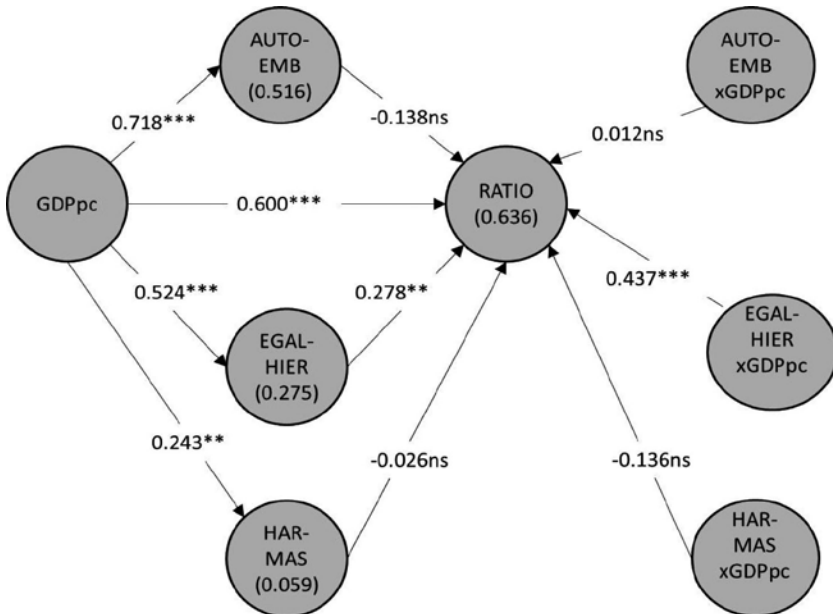 AUTO-
EMB
(0.516)
AUTO-
EMB
xGDPpc
0.718***
-0.138ns
0.012ns
GDPpc
0.600***
RATIO
(0.636)
0.524***
0.278**
0.437***
EGAL-
HIER
(0.275)
EGAL-
HIER
xGDPpc
0.243**
-0.026ns
-0.136ns
HAR-
MAS
(0.059)
HAR-
MAS
xGDPpc